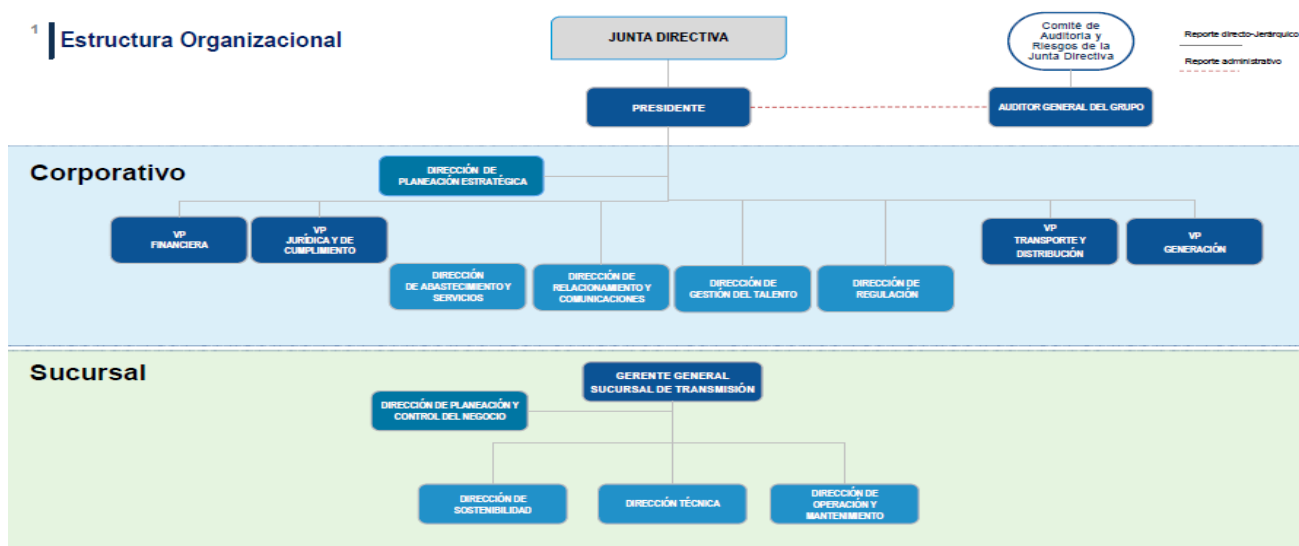 1
Estructura Organizacional
JUNTA DIRECTIVA
Comité de
Auditoria y
Riesgos de la
Junta Directiva
Reporte directo-Jerárquico
Reporte administrativo
PRESIDENTE
AUDITOR GENERAL DEL GRUPO
Corporativo
DIRECCIÓN DE
PLANEACIÓN ESTRATÉGICA
VP
FINANCIERA
VP
JURÍDICA Y DE
CUMPLIMIENTO
VP
TRANSPORTE Y
DISTRIBUCIÓN
VP
GENERACIÓN
DIRECCIÓN
DE ABASTECIMIENTO Y
SERVICIOS
DIRECCIÓN DE
RELACIONAMIENTO Y
COMUNICACIONES
DIRECCIÓN DE
GESTIÓN DEL TALENTO
DIRECCIÓN DE
REGULACIÓN
Sucursal
GERENTE GENERAL
SUCURSAL DE TRANSMISIÓN
DIRECCIÓN DE PLANEACIÓN Y
CONTROL DEL NEGOCIO
DIRECCIÓN DE
SOSTENIBILIDAD
DIRECCIÓN TÉCNICA
DIRECCIÓN DE
OPERACIÓN Y
MANTENIMIENTO